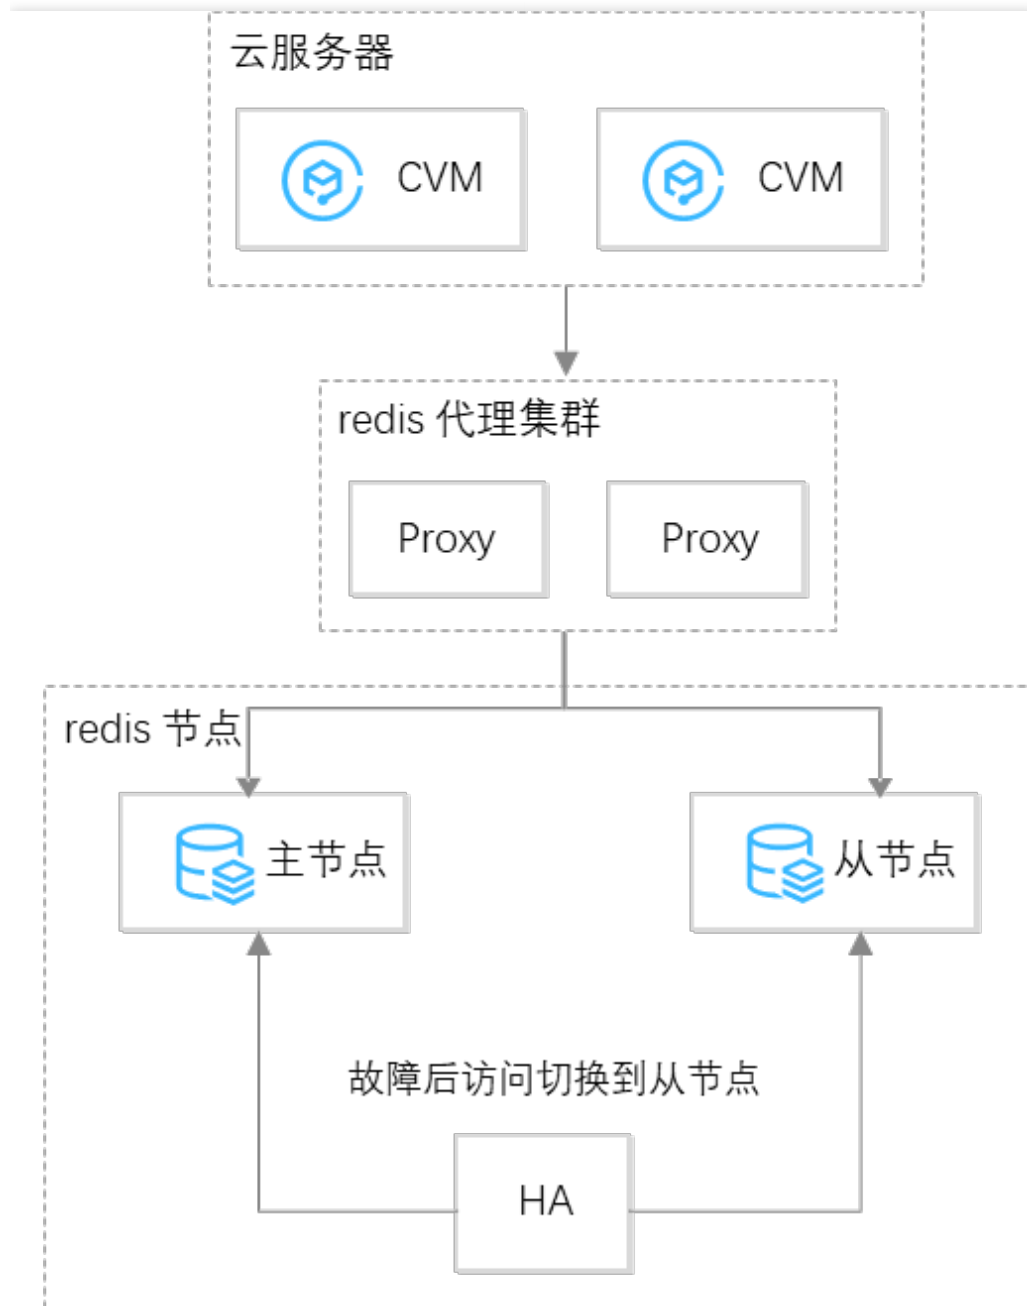 云服务器
CVM
CVM
redis 代理集群
Proxy
Proxy
redis 节点
主节点
从节点
故障后访问切换到从节点
HA